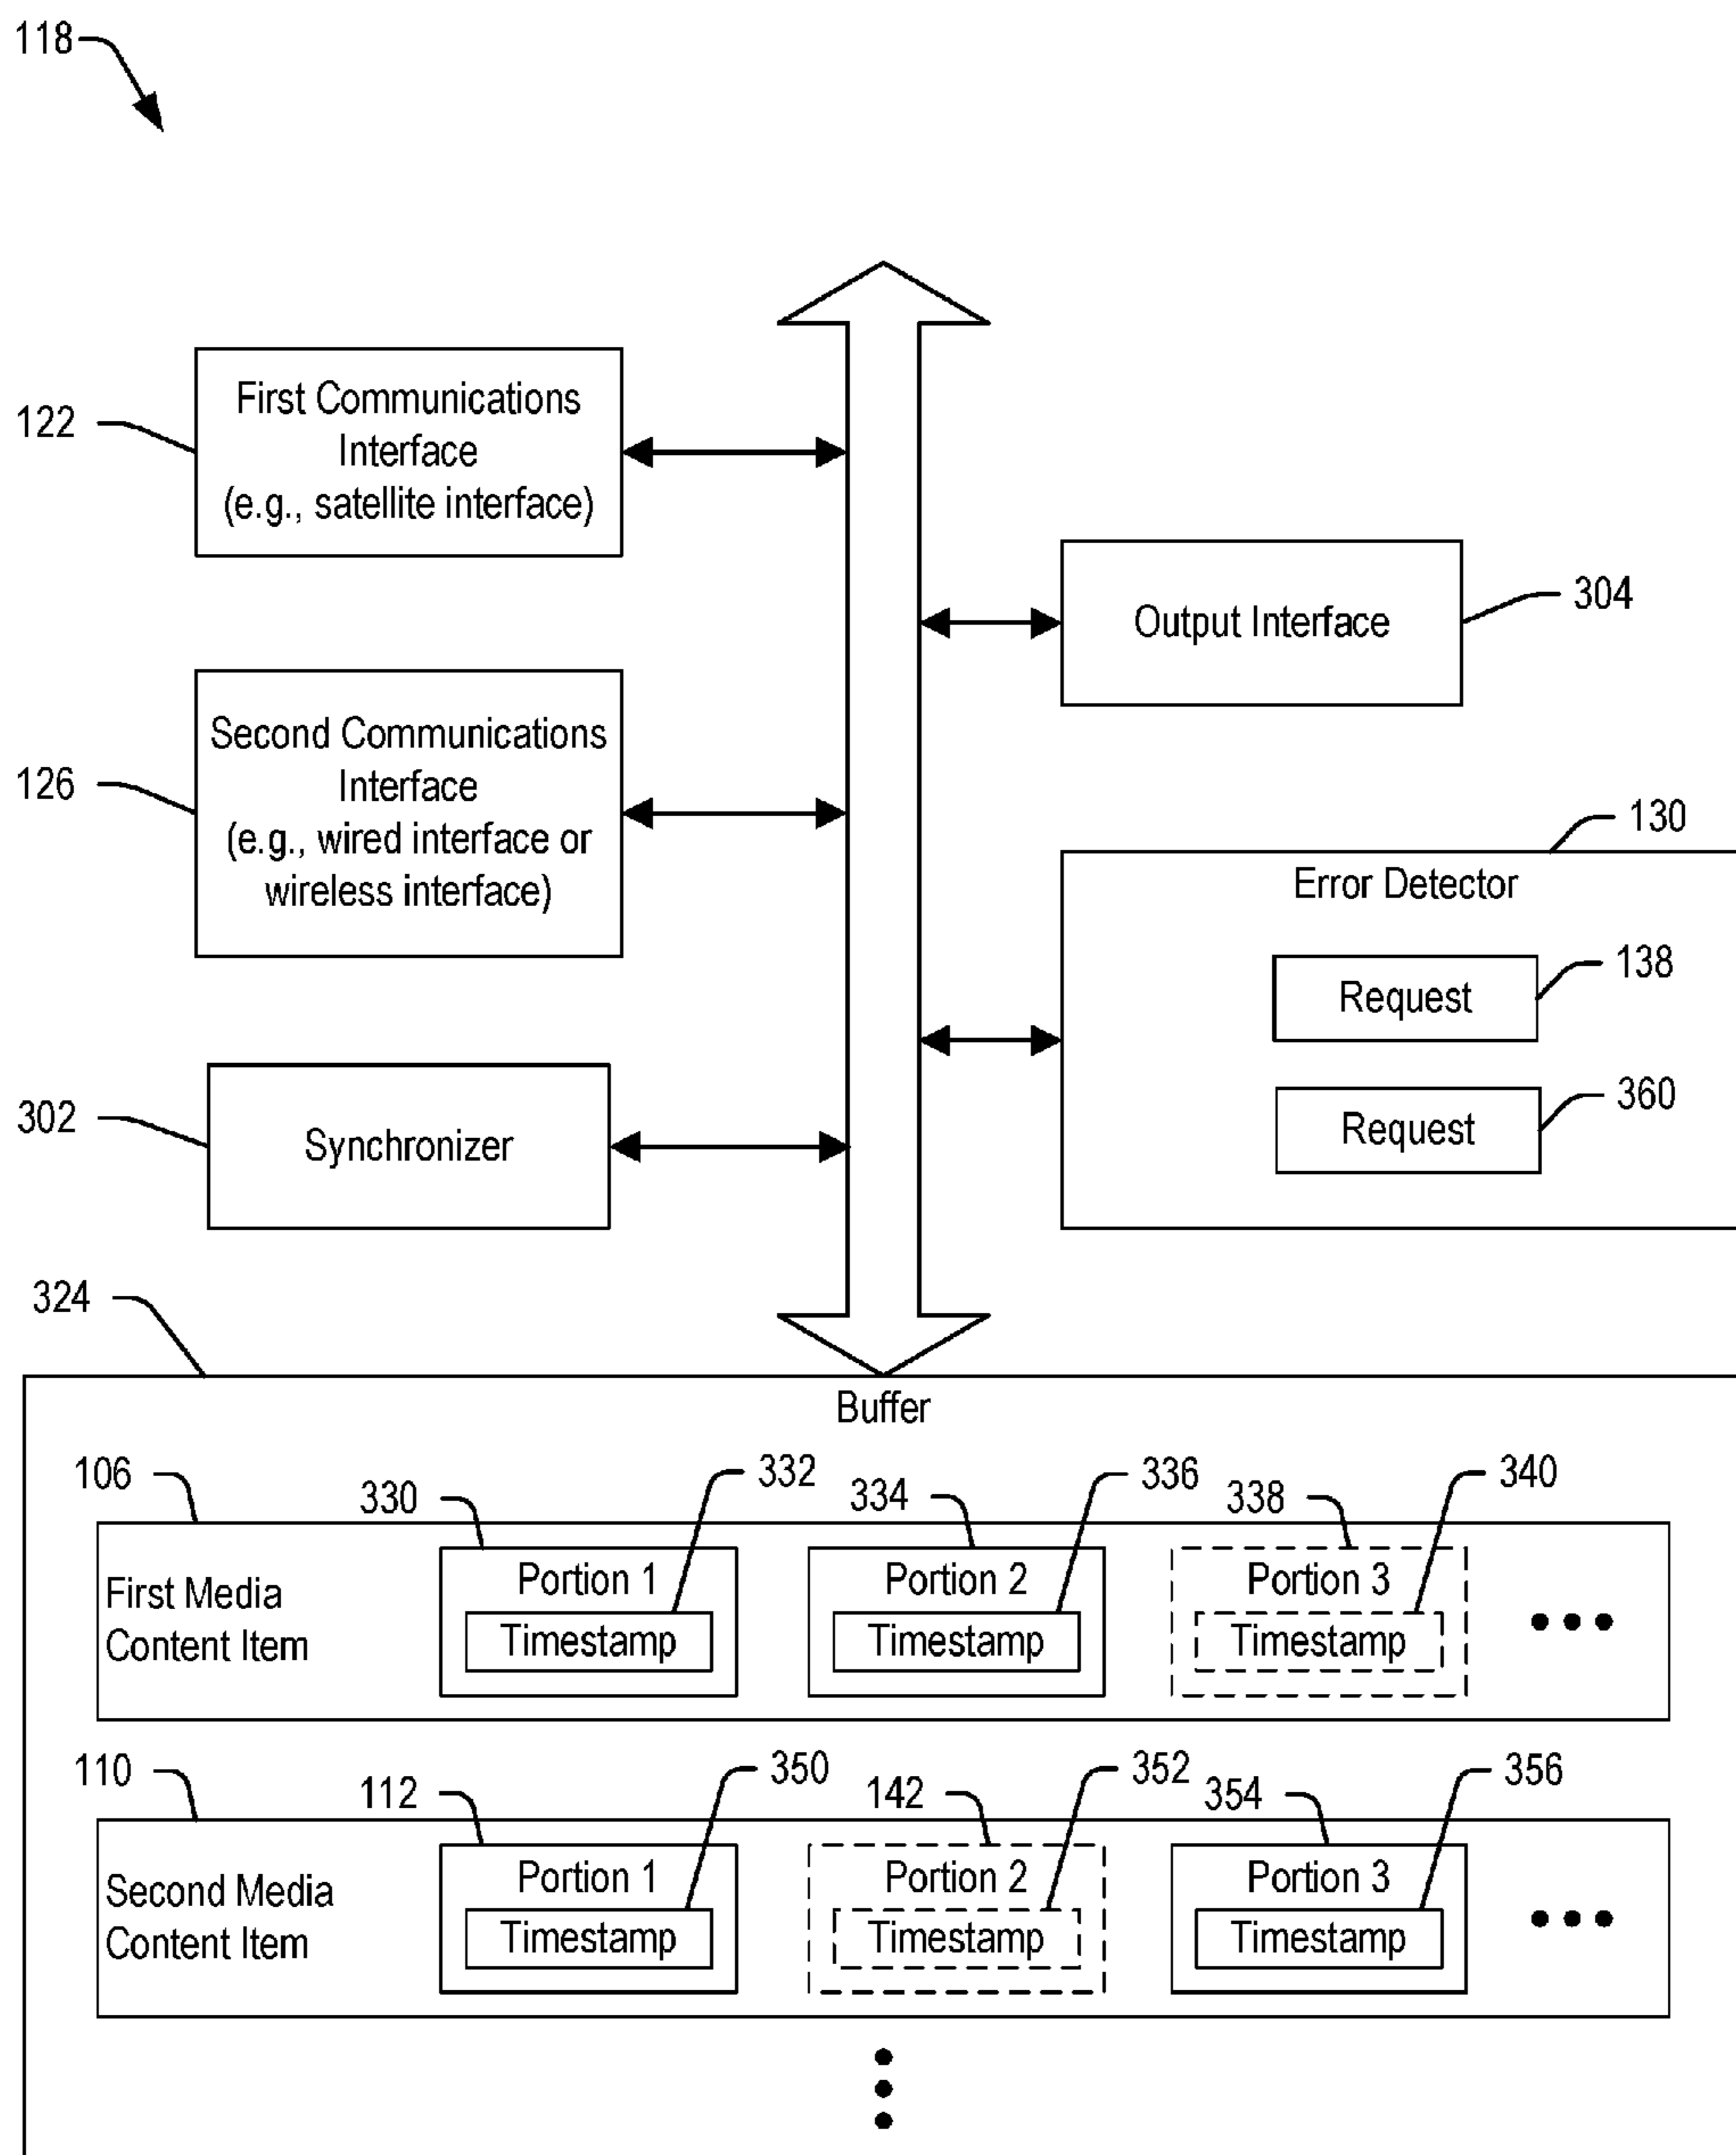 118
122
First Communications
Interface
(e.g., satellite interface)
Output Interface
304
126
Second Communications
Interface
(e.g., wired interface or
wireless interface)
130
Error Detector
Request
138
Request
360
302
Synchronizer
324
Buffer
106
330
332
334
336
338
340
First Media
Content Item
Portion 1
Timestamp
Portion 2
Timestamp
Portion 3
Timestamp
110
112
350
142
352
354
356
Second Media
Content Item
Portion 1
Timestamp
Portion 2
Timestamp
Portion 3
Timestamp